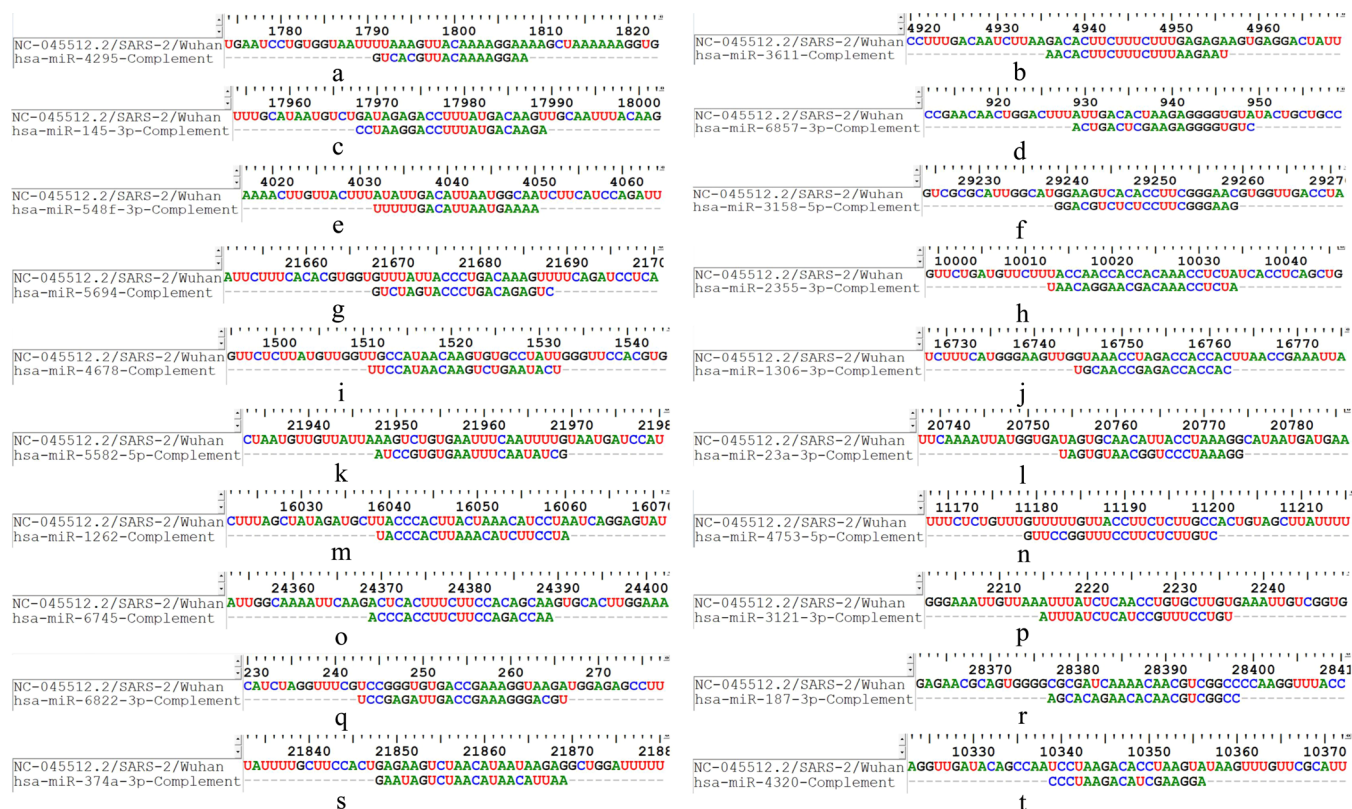 1780 1790 1800 1810 1820
NC-045512.2/SARS-2/Wuhan UGAAUCCUGUGGUAAUUUUAAAGUUACAAAAGGAAAAGCUAAAAAAGGUG
hsa-miR-4295-Complement GUCACGUUACAAAAGGAA
a
4920 4930 4940 4950 4960
NC-045512.2/SARS-2/Wuhan CCUUUGACAAUCUUAAGACACUUCUUUCUUUGAGAGAAGUGAGGACUAUU
hsa-miR-3611-Complement AACACUUCUUUCUUUAAGAAU
b
17960 17970 17980 17990 18000
NC-045512.2/SARS-2/Wuhan UUUGCAUAAUGUCUGAUAGAGACCUUUAUGACAAGUUGCAAUUUACAAG
hsa-miR-145-3p-Complement CCUAAGGACCUUUAUGACAAGA
c
920 930 940 950
NC-045512.2/SARS-2/Wuhan CCGAACAACUGGACUUUAUUGACACUAAGAGGGGUGUAUACUGCUGCC
hsa-miR-6857-3p-Complement ACUGACUCGAAGAGGGGUGUC
d
4020 4030 4040 4050 4060
NC-045512.2/SARS-2/Wuhan AAAACUUGUUACUUUAUAUUGACAUUAAUGGCAAUCUUCAUCCAGAUU
hsa-miR-548f-3p-Complement UUUUUGACAUUAAUGAAAA
e
29230 29240 29250 29260 2927
NC-045512.2/SARS-2/Wuhan GUCGCGCAUUGGCAUGGAAGUCACACCUUCGGGAACGUGGUUGACCUA
hsa-miR-3158-5p-Complement GGACGUCUCUCCUUCGGGAAG
f
21660 21670 21680 21690 2170
NC-045512.2/SARS-2/Wuhan AUUCUUUCACACGUGGUGUUUAUUACCCUGACAAAGUUUUCAGAUCCUCA
hsa-miR-5694-Complement GUCUAGUACCCUGACAGAGUC
g
10000 10010 10020 10030 10040
NC-045512.2/SARS-2/Wuhan GUUCUGAUGUUCUUUACCAACCACCACAAACCUCUAUCACCUCAGCUG
hsa-miR-2355-3p-Complement UAACAGGAACGACAAACCUCUA
h
1500 1510 1520 1530 1540
NC-045512.2/SARS-2/Wuhan GUUCUCUUAUGUUGGUUGCCAUAACAAGUGUGCCUAUUGGGUUCCACGUG
hsa-miR-4678-Complement UUCCAUAACAAGUCUGAAUACU
i
16730 16740 16750 16760 16770
NC-045512.2/SARS-2/Wuhan UCUUUCAUGGGAAGUUGGUAAACCUAGACCACCACUUAACCGAAAUUA
hsa-miR-1306-3p-Complement UGCAACCGAGACCACCAC
j
21940 21950 21960 21970 2198
NC-045512.2/SARS-2/Wuhan CUAAUGUUGUUAUUAAAGUCUGUGAAUUUCAAUUUUGUAAUGAUCCAU
hsa-miR-5582-5p-Complement AUCCGUGUGAAUUUCAAUAUCG
k
20740 20750 20760 20770 20780
NC-045512.2/SARS-2/Wuhan UUCAAAAUUAUGGUGAUAGUGCAACAUUACCUAAAGGCAUAAUGAUGAA
hsa-miR-23a-3p-Complement UAGUGUAACGGUCCCUAAAGG
l
16030 16040 16050 16060 16070
NC-045512.2/SARS-2/Wuhan CUUUAGCUAUAGAUGCUUACCCACUUACUAAACAUCCUAAUCAGGAGUAU
hsa-miR-1262-Complement UACCCACUUAAACAUCUUCCUA
m
11170 11180 11190 11200 11210
NC-045512.2/SARS-2/Wuhan UUUCUCUGUUUGUUUUUGUUACCUUCUCUUGCCACUGUAGCUUAUUUU
hsa-miR-4753-5p-Complement GUUCCGGUUUCCUUCUCUUGUC
n
24360 24370 24380 24390 24400
NC-045512.2/SARS-2/Wuhan AUUGGCAAAAUUCAAGACUCACUUUCUUCCACAGCAAGUGCACUUGGAAA
hsa-miR-6745-Complement ACCCACCUUCUUCCAGACCAA
o
2210 2220 2230 2240
NC-045512.2/SARS-2/Wuhan GGGAAAUUGUUAAAUUUAUCUCAACCUGUGCUUGUGAAAUUGUCGGUG
hsa-miR-3121-3p-Complement AUUUAUCUCAUCCGUUUCCUGU
p
230 240 250 260 270
NC-045512.2/SARS-2/Wuhan CAUCUAGGUUUCGUCCGGGUGUGACCGAAAGGUAAGAUGGAGAGCCUU
hsa-miR-6822-3p-Complement UCCGAGAUUGACCGAAAGGGACGU
q
28370 28380 28390 28400 2841
NC-045512.2/SARS-2/Wuhan GAGAACGCAGUGGGGCGCGAUCAAAACAACGUCGGCCCCAAGGUUUACC
hsa-miR-187-3p-Complement AGCACAGAACACAACGUCGGCC
r
21840 21850 21860 21870 2188
NC-045512.2/SARS-2/Wuhan UAUUUUGCUUCCACUGAGAAGUCUAACAUAAUAAGAGGCUGGAUUUUU
hsa-miR-374a-3p-Complement GAAUAGUCUAACAUAACAUUAA
s
10330 10340 10350 10360 10370
NC-045512.2/SARS-2/Wuhan AGGUUGAUACAGCCAAUCCUAAGACACCUAAGUAUAAGUUUGUUCGCAUU
hsa-miR-4320-Complement CCCUAAGACAUCGAAGGA
t